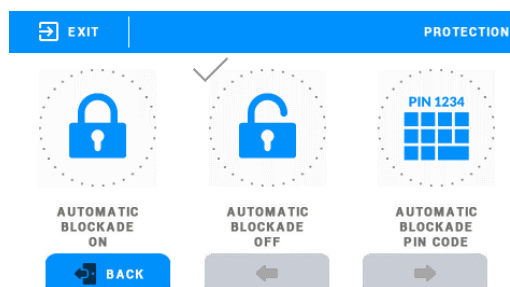 EXIT
PROTECTION
PIN 1234
AUTOMATIC
BLOCKADE
ON
AUTOMATIC
BLOCKADE
OFF
AUTOMATIC
BLOCKADE
PIN CODE
BACK